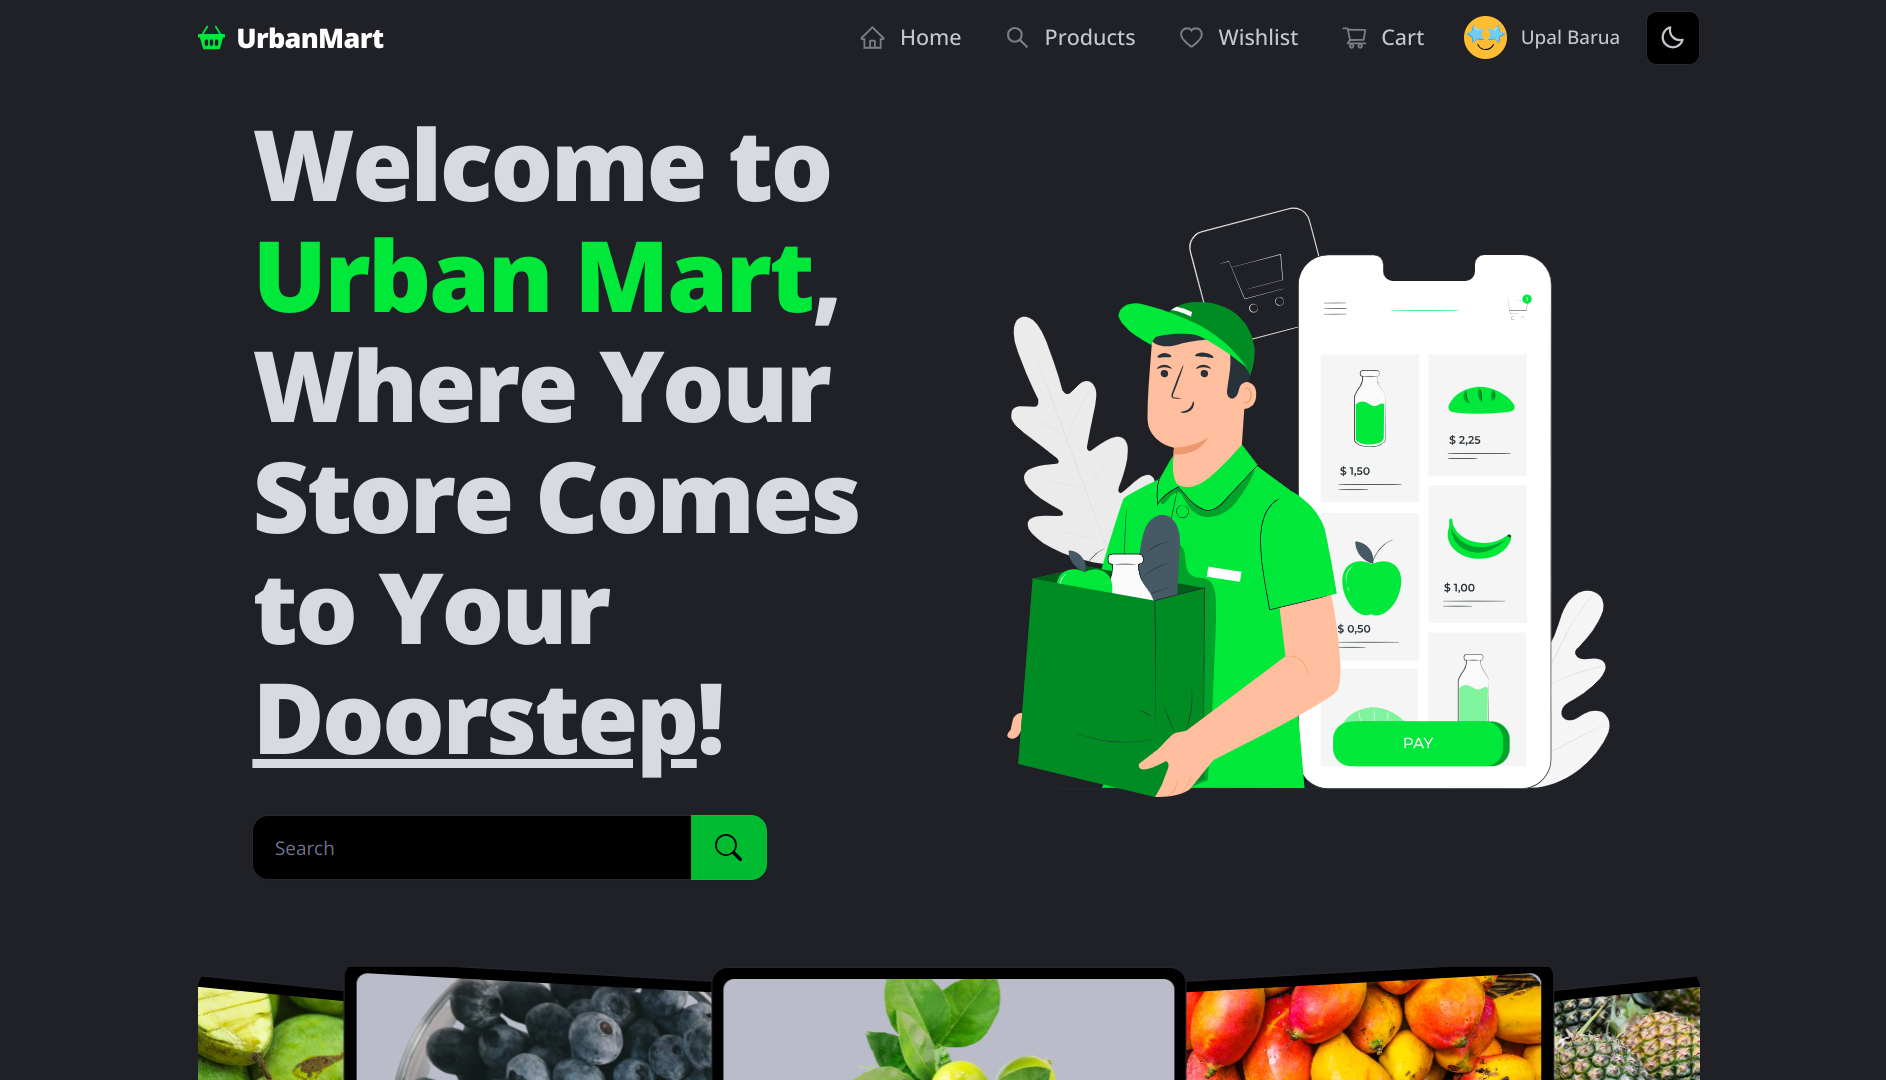 UrbanMart
Home
Products
Wishlist
Cart
Upal Barua
Welcome to
Urban Mart,
Where Your
Store Comes
to Your
Doorstep!
Search
$ 1,50
$ 2,25
$ 0,50
$ 1,00
PAY